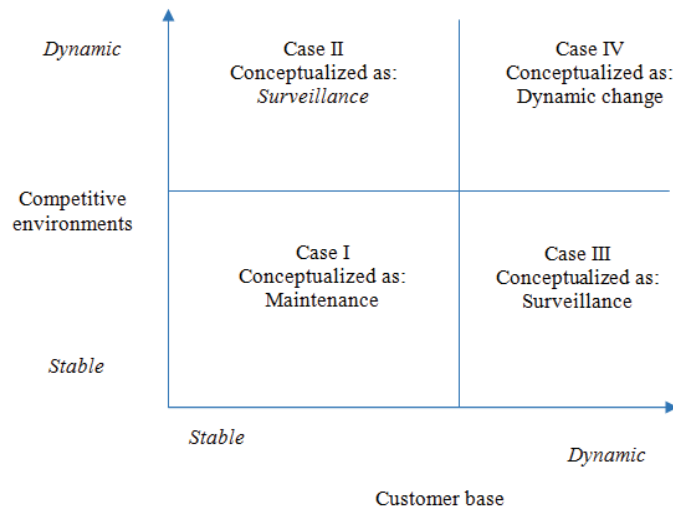 Dynamic
Case II
Conceptualized as:
Surveillance
Case IV
Conceptualized as:
Dynamic change
Competitive
environments
Case I
Conceptualized as:
Maintenance
Case III
Conceptualized as:
Surveillance
Stable
Stable
Dynamic
Customer base